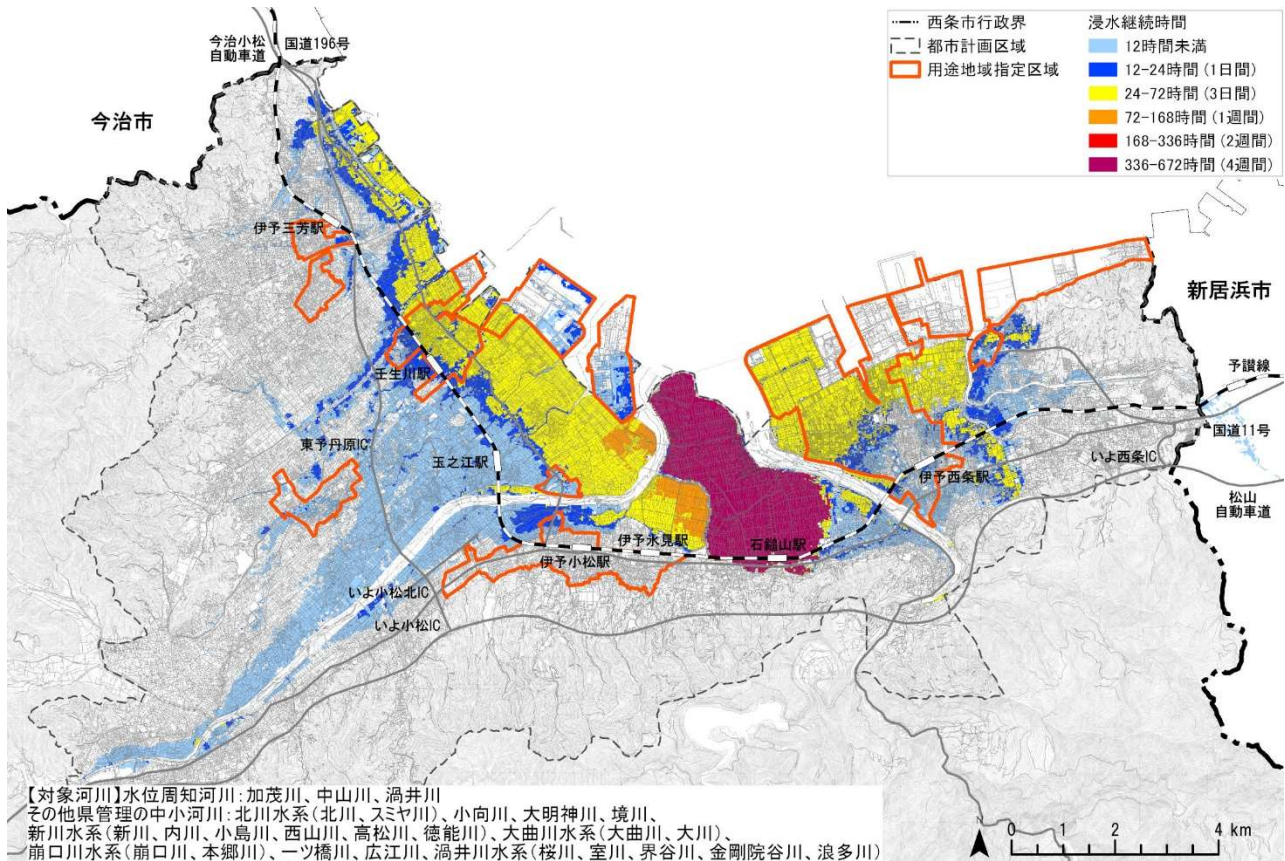 今治小松
自動車道
国道196号
今治市
西条市行政界
都市計画区域
用途地域指定区域
浸水継続時間
12時間未満
12-24時間(1日間)
24-72時間(3日間)
72-168時間(1週間)
168-336時間(2週間)
336-672時間(4週間)
伊予三芳駅
新居浜市
壬生川駅
予讃線
東予丹原IC
玉之江駅
国道11号
いよ西条IC
伊予西条駅
松山
自動車道
伊予氷見駅
石鎚山駅
伊予小松駅
いよ小松北IC
いよ小松IC
【対象河川】水位周知河川:加茂川、中山川、渦井川
その他県管理の中小河川:北川水系(北川、スミヤ川)、小向川、大明神川、境川、
新川水系(新川、内川、小島川、西山川、高松川、徳能川)、大曲川水系(大曲川、大川)、
崩口川水系(崩口川、本郷川)、一ツ橋川、広江川、渦井川水系(桜川、室川、界谷川、金剛院谷川、浪多川)
0 1 2 4 km